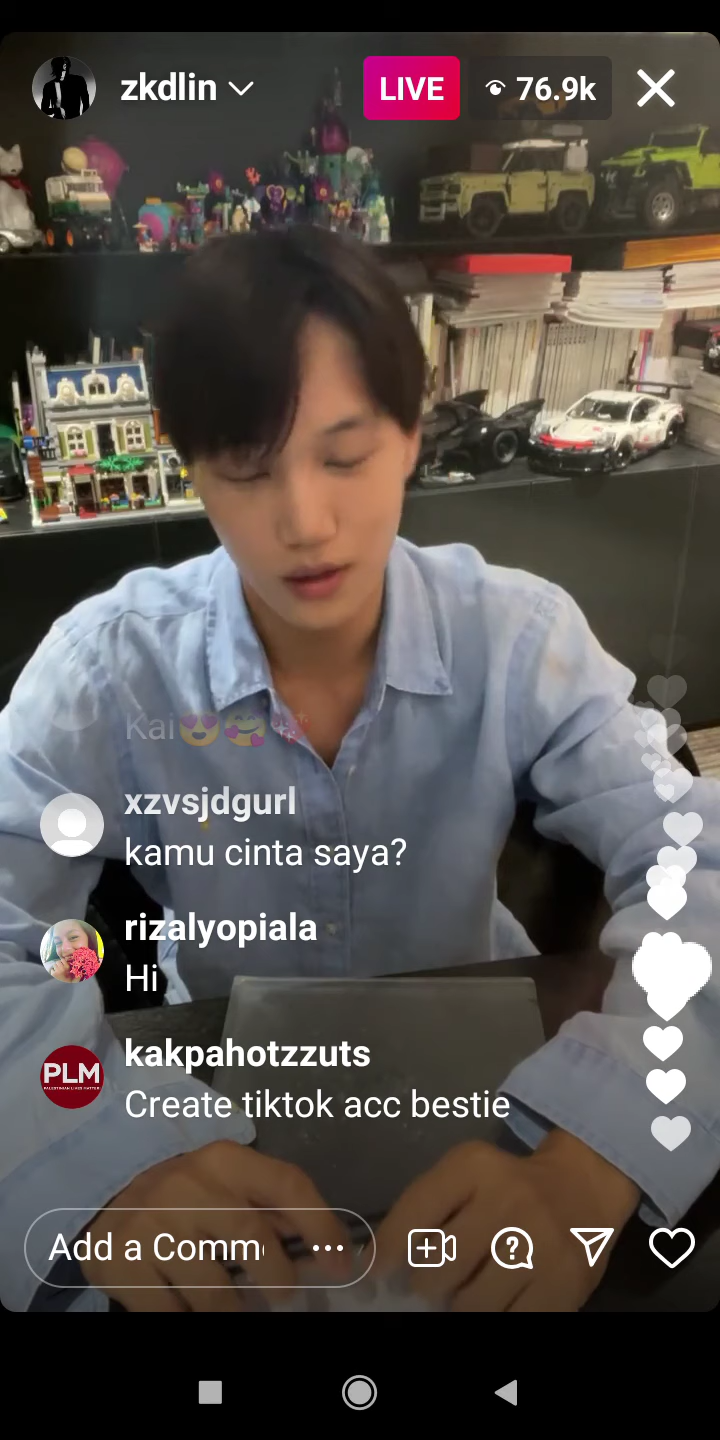 zkdlin
LIVE
76.9k
Kai😍🥰💥
xzvsjdgurl
kamu cinta saya?
rizalyopiala
Hi
kakpahotzzuts
PLM
Create tiktok acc bestie
Add a Comm